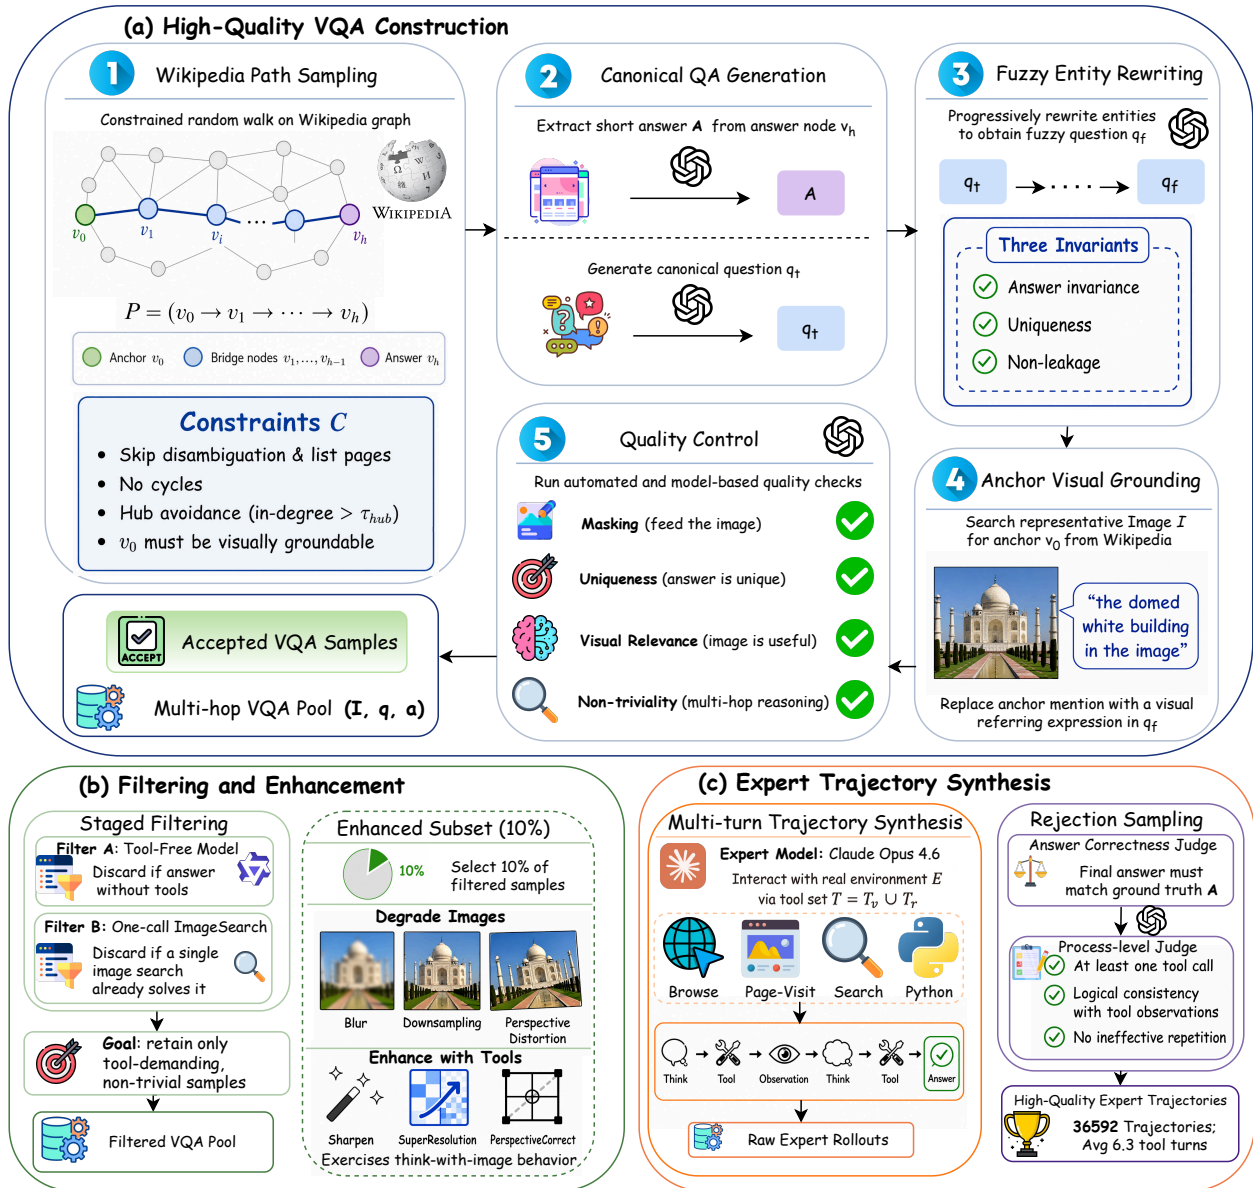 (a) High-Quality VQA Construction
1 Wikipedia Path Sampling
Constrained random walk on Wikipedia graph
Ω W И 7
WIKIPEDIA
v₀ v₁ vᵢ ... vₕ
P = (v₀ → v₁ → ⋯ → vₕ)
Anchor v₀ Bridge nodes v₁,...,vₕ₋₁ Answer vₕ
Constraints C
• Skip disambiguation & list pages
• No cycles
• Hub avoidance (in-degree > τ_hub)
• v₀ must be visually groundable
2 Canonical QA Generation
Extract short answer A from answer node vₕ
A
Generate canonical question qₜ
qₜ
3 Fuzzy Entity Rewriting
Progressively rewrite entities
to obtain fuzzy question q_f
qₜ ..... q_f
Three Invariants
Answer invariance
Uniqueness
Non-leakage
4 Anchor Visual Grounding
Search representative Image I
for anchor v₀ from Wikipedia
“the domed
white building
in the image”
Replace anchor mention with a visual
referring expression in q_f
5 Quality Control
Run automated and model-based quality checks
Masking (feed the image)
Uniqueness (answer is unique)
Visual Relevance (image is useful)
Non-triviality (multi-hop reasoning)
ACCEPT
Accepted VQA Samples
Multi-hop VQA Pool (I, q, a)
(b) Filtering and Enhancement
Staged Filtering
Filter A: Tool-Free Model
Discard if answer
without tools
Filter B: One-call ImageSearch
Discard if a single
image search
already solves it
Goal: retain only
tool-demanding,
non-trivial samples
Filtered VQA Pool
Enhanced Subset (10%)
10%
Select 10% of
filtered samples
Degrade Images
Blur Downsampling Perspective
Distortion
Enhance with Tools
Sharpen SuperResolution PerspectiveCorrect
Exercises think-with-image behavior
(c) Expert Trajectory Synthesis
Multi-turn Trajectory Synthesis
Expert Model: Claude Opus 4.6
Interact with real environment E
via tool set T = Tᵥ ∪ Tᵣ
Browse Page-Visit Search Python
Think Tool Observation Think Tool Answer
Raw Expert Rollouts
Rejection Sampling
Answer Correctness Judge
Final answer must
match ground truth A
Process-level Judge
At least one tool call
Logical consistency
with tool observations
No ineffective repetition
High-Quality Expert Trajectories
36592 Trajectories;
Avg 6.3 tool turns